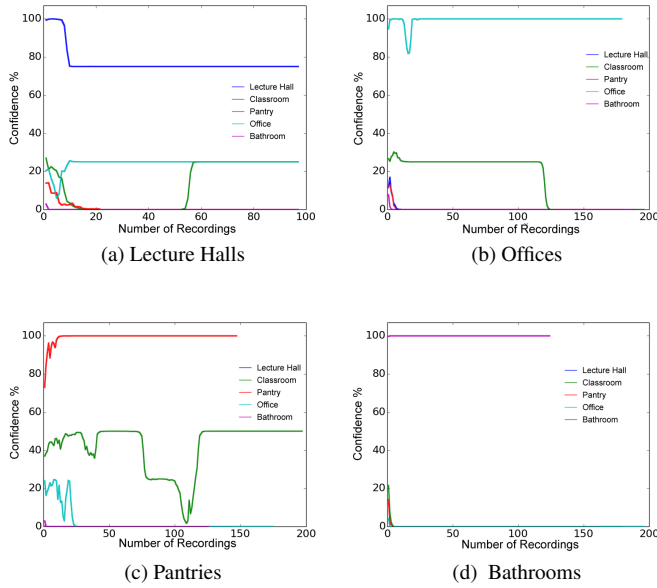 100
80
60
40
20
0
Confidence %
Lecture Hall
Classroom
Pantry
Office
Bathroom
0 20 40 60 80 100
Number of Recordings
(a) Lecture Halls
100
80
60
40
20
0
Confidence %
Lecture Hall
Classroom
Pantry
Office
Bathroom
0 50 100 150 200
Number of Recordings
(b) Offices
100
80
60
40
20
0
Confidence %
Lecture Hall
Classroom
Pantry
Office
Bathroom
0 50 100 150 200
Number of Recordings
(c) Pantries
100
80
60
40
20
0
Confidence %
Lecture Hall
Classroom
Pantry
Office
Bathroom
0 50 100 150 200
Number of Recordings
(d) Bathrooms